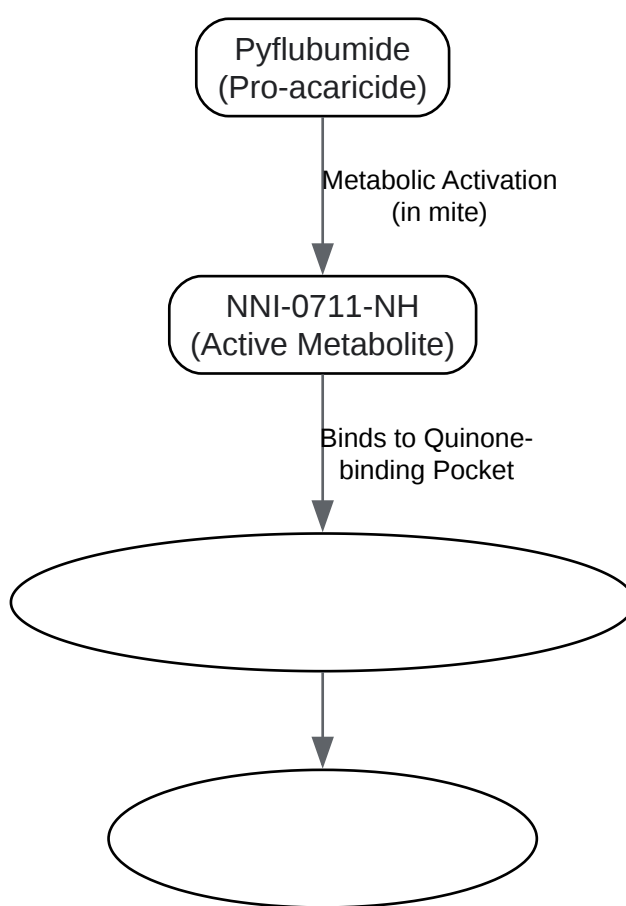 Pyflubumide
(Pro-acaricide)
Metabolic Activation
(in mite)
NNI-0711-NH
(Active Metabolite)
Binds to Quinone-
binding Pocket